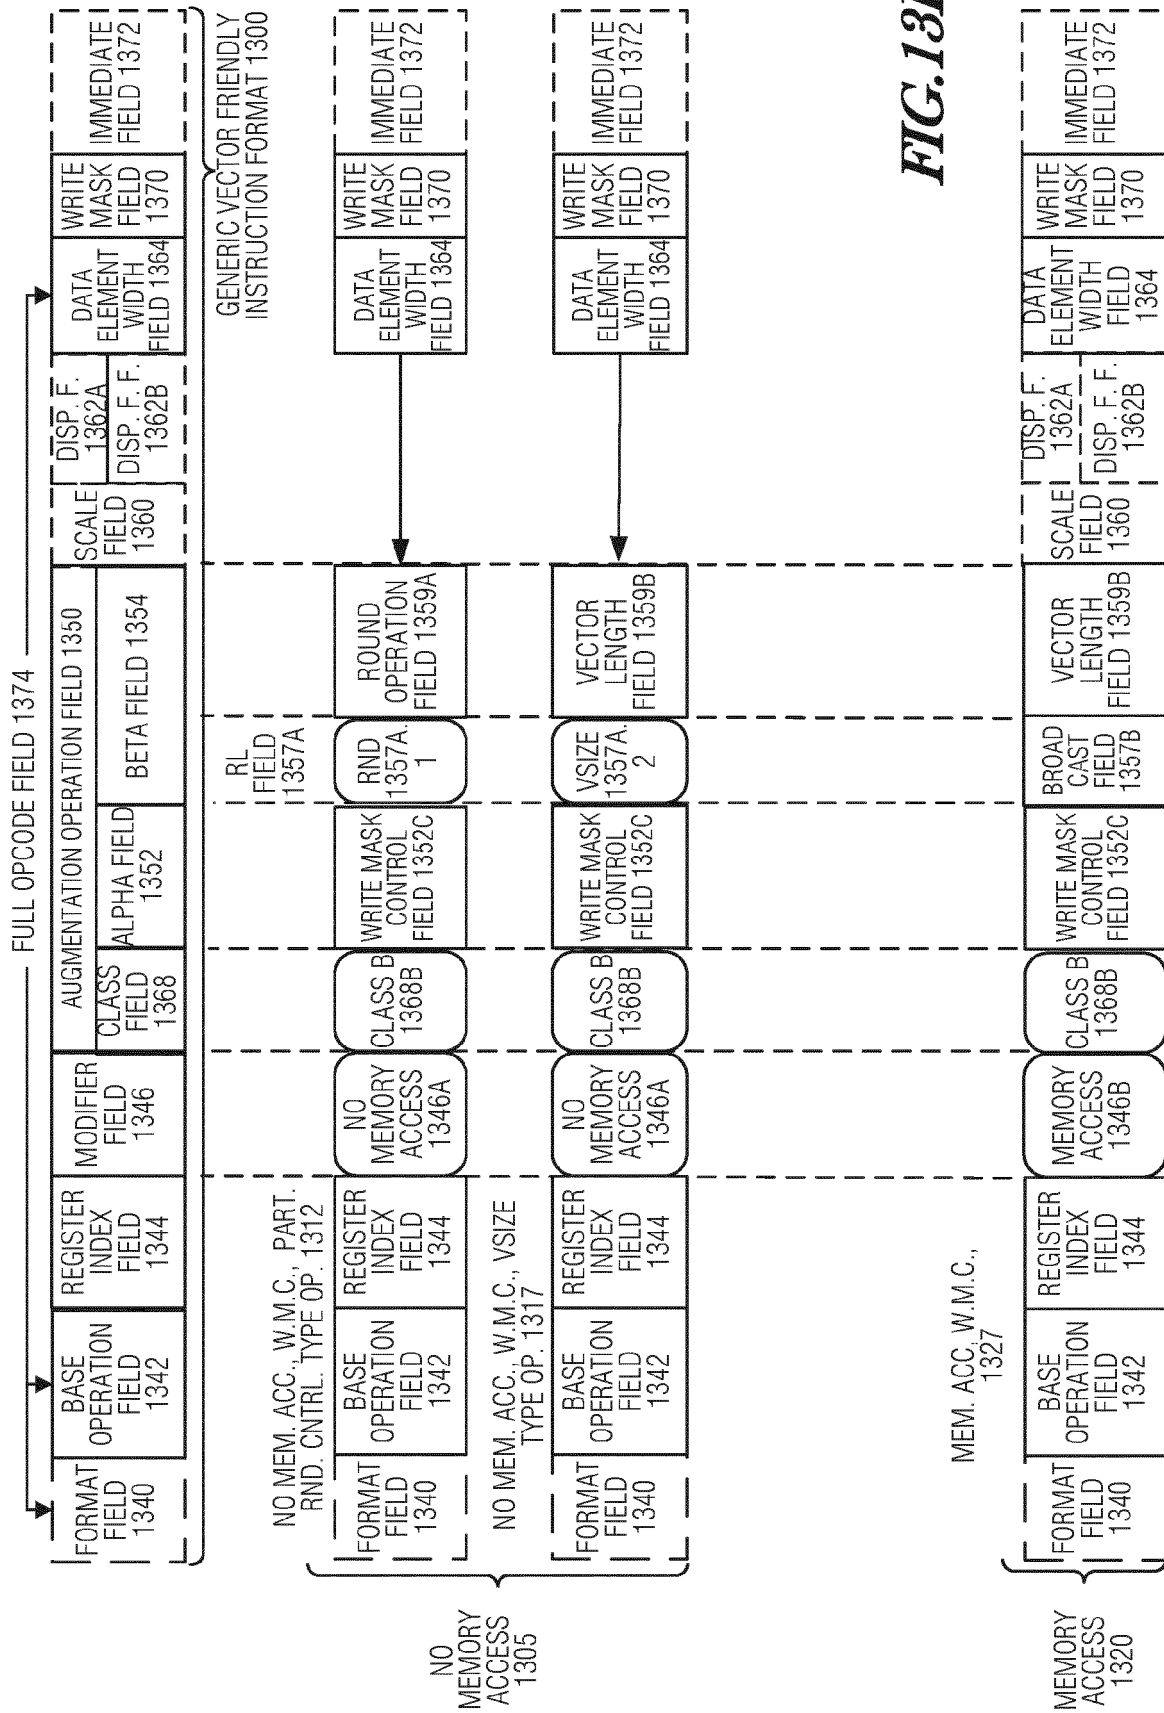 FULL OPCODE FIELD 1374
FORMAT
FIELD
1340
BASE
OPERATION
FIELD
1342
REGISTER
INDEX
FIELD
1344
MODIFIER
FIELD
1346
AUGMENTATION OPERATION FIELD 1350
CLASS
FIELD
1368
ALPHA FIELD
1352
BETA FIELD 1354
SCALE
FIELD
1360
DISP. F.
1362A
DISP. F. F.
1362B
DATA
ELEMENT
WIDTH
FIELD 1364
WRITE
MASK
FIELD
1370
IMMEDIATE
FIELD 1372
GENERIC VECTOR FRIENDLY
INSTRUCTION FORMAT 1300
RL
FIELD
1357A
NO MEM. ACC., W.M.C., PART.
RND. CNTRL. TYPE OP. 1312
NO
MEMORY
ACCESS
1305
FORMAT
FIELD
1340
BASE
OPERATION
FIELD
1342
REGISTER
INDEX
FIELD
1344
NO
MEMORY
ACCESS
1346A
CLASS B
1368B
WRITE MASK
CONTROL
FIELD 1352C
RND
1357A.
1
ROUND
OPERATION
FIELD 1359A
DATA
ELEMENT
WIDTH
FIELD 1364
WRITE
MASK
FIELD
1370
IMMEDIATE
FIELD 1372
NO MEM. ACC., W.M.C., VSIZE
TYPE OP. 1317
FORMAT
FIELD
1340
BASE
OPERATION
FIELD
1342
REGISTER
INDEX
FIELD
1344
NO
MEMORY
ACCESS
1346A
CLASS B
1368B
WRITE MASK
CONTROL
FIELD 1352C
VSIZE
1357A.
2
VECTOR
LENGTH
FIELD 1359B
DATA
ELEMENT
WIDTH
FIELD 1364
WRITE
MASK
FIELD
1370
IMMEDIATE
FIELD 1372
FIG.13B
MEM. ACC, W.M.C.,
1327
MEMORY
ACCESS
1320
FORMAT
FIELD
1340
BASE
OPERATION
FIELD
1342
REGISTER
INDEX
FIELD
1344
MEMORY
ACCESS
1346B
CLASS B
1368B
WRITE MASK
CONTROL
FIELD 1352C
BROAD
CAST
FIELD
1357B
VECTOR
LENGTH
FIELD 1359B
SCALE
FIELD
1360
DISP. F.
1362A
DISP. F. F.
1362B
DATA
ELEMENT
WIDTH
FIELD
1364
WRITE
MASK
FIELD
1370
IMMEDIATE
FIELD 1372